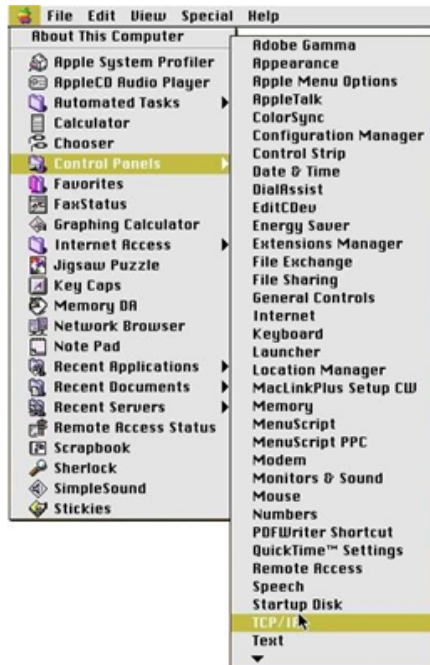 File Edit View Special Help
About This Computer
Apple System Profiler
AppleCD Audio Player
Automated Tasks
Calculator
Chooser
Control Panels
Favorites
FaxStatus
Graphing Calculator
Internet Access
Jigsaw Puzzle
Key Caps
Memory DA
Network Browser
Note Pad
Recent Applications
Recent Documents
Recent Servers
Remote Access Status
Scrapbook
Sherlock
SimpleSound
Stickies
Adobe Gamma
Appearance
Apple Menu Options
AppleTalk
ColorSync
Configuration Manager
Control Strip
Date & Time
DialAssist
EditCDev
Energy Saver
Extensions Manager
File Exchange
File Sharing
General Controls
Internet
Keyboard
Launcher
Location Manager
MacLinkPlus Setup CW
Memory
MenuScript
MenuScript PPC
Modem
Monitors & Sound
Mouse
Numbers
PDFWriter Shortcut
QuickTime™ Settings
Remote Access
Speech
Startup Disk
TCP/IP
Text